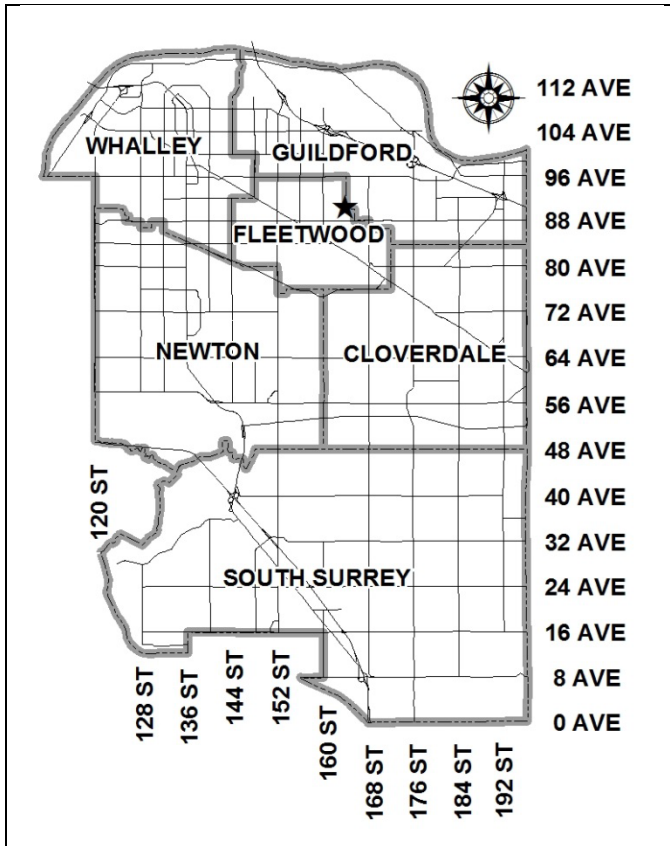 112 AVE
104 AVE
WHALLEY
GUILDFORD
96 AVE
88 AVE
FLEETWOOD
80 AVE
72 AVE
NEWTON
CLOVERDALE
64 AVE
56 AVE
48 AVE
120 ST
40 AVE
32 AVE
SOUTH SURREY
24 AVE
16 AVE
8 AVE
0 AVE
128 ST
136 ST
144 ST
152 ST
160 ST
168 ST
176 ST
184 ST
192 ST